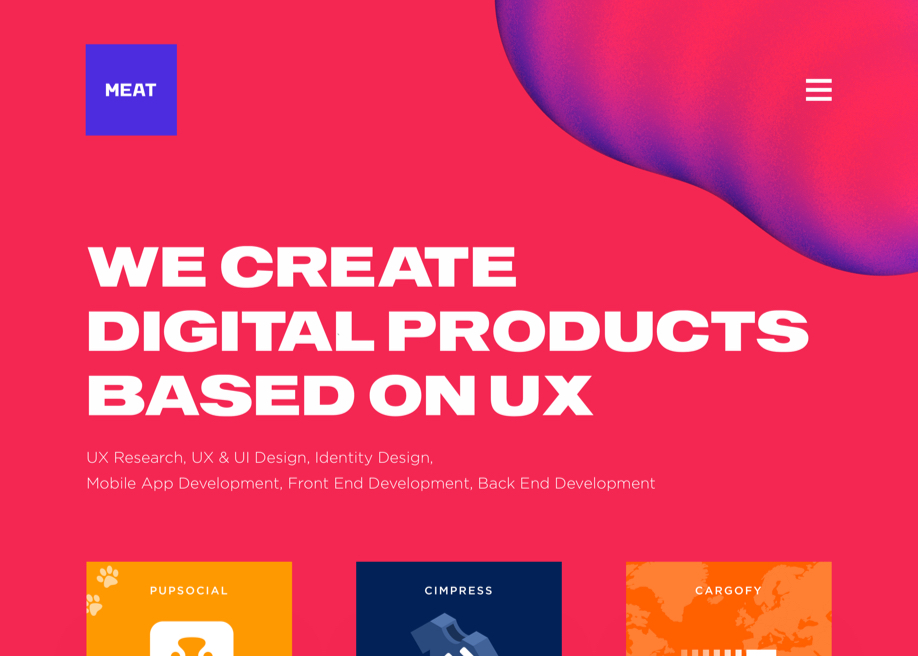 MEAT
WE CREATE
DIGITAL PRODUCTS
BASED ON UX
UX Research, UX & UI Design, Identity Design,
Mobile App Development, Front End Development, Back End Development
PUPSOCIAL
CIMPRESS
CARGOFY